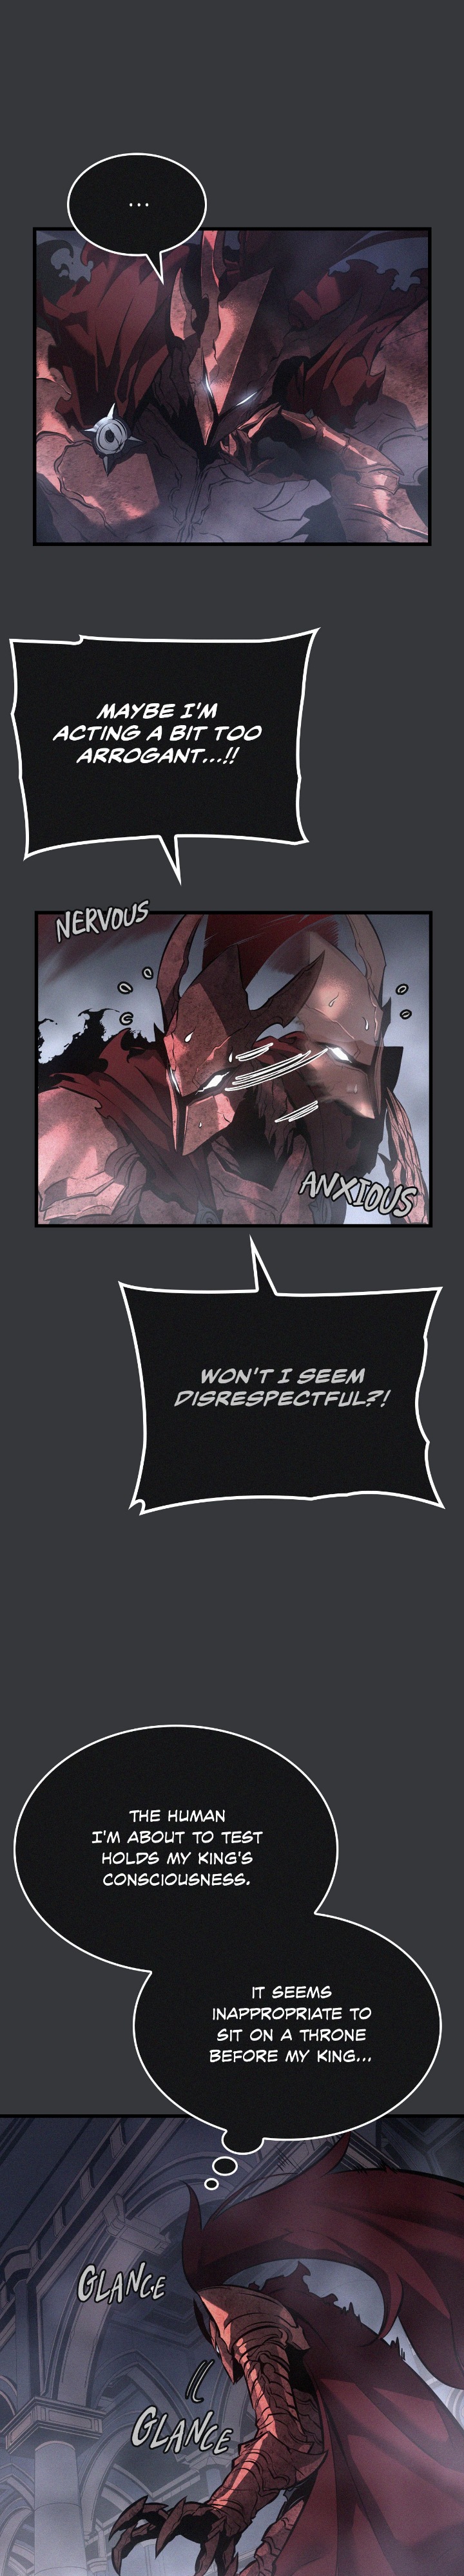 ...
MAYBE I'M
ACTING A BIT TOO
ARROGANT...!!
NERVOUS
ANXIOUS
WON'T I SEEM
DISRESPECTFUL?!
THE HUMAN
I'M ABOUT TO TEST
HOLDS MY KING'S
CONSCIOUSNESS.
IT SEEMS
INAPPROPRIATE TO
SIT ON A THRONE
BEFORE MY KING...
GLANCE
GLANCE